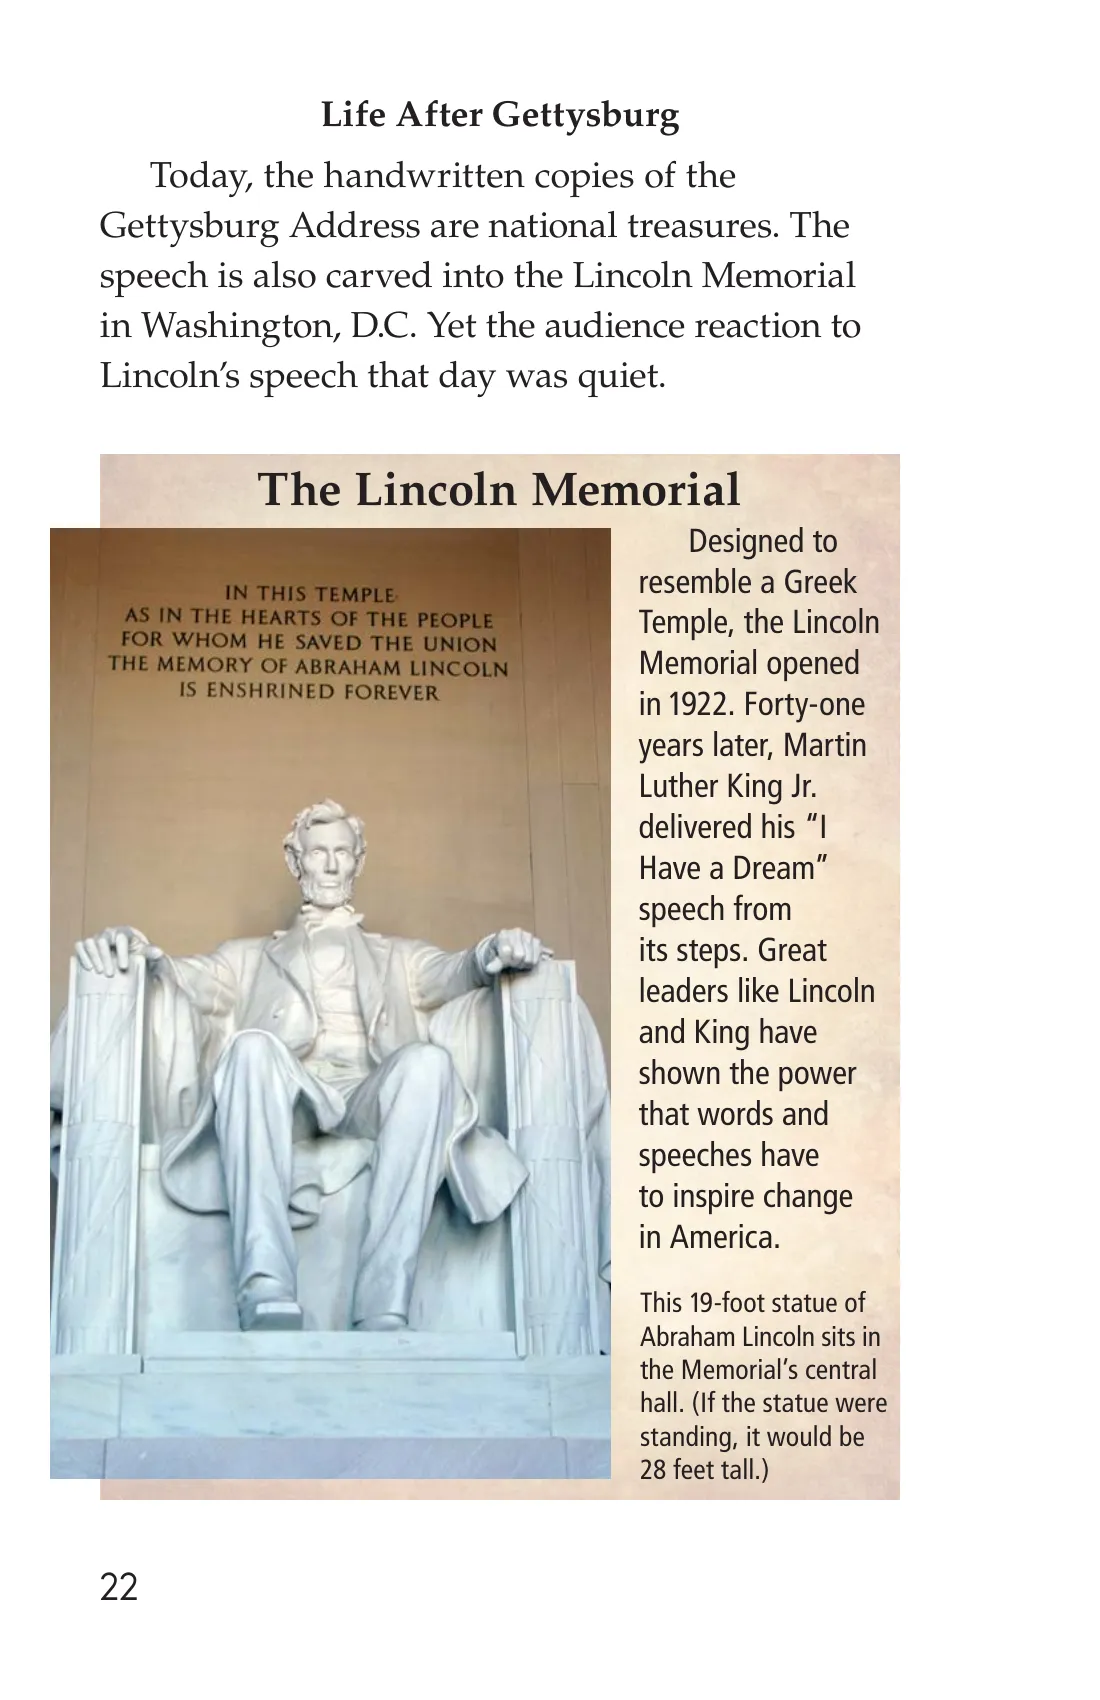 Life After Gettysburg
Today, the handwritten copies of the
Gettysburg Address are national treasures. The
speech is also carved into the Lincoln Memorial
in Washington, D.C. Yet the audience reaction to
Lincoln’s speech that day was quiet.
The Lincoln Memorial
IN THIS TEMPLE
AS IN THE HEARTS OF THE PEOPLE
FOR WHOM HE SAVED THE UNION
THE MEMORY OF ABRAHAM LINCOLN
IS ENSHRINED FOREVER
Designed to
resemble a Greek
Temple, the Lincoln
Memorial opened
in 1922. Forty-one
years later, Martin
Luther King Jr.
delivered his “I
Have a Dream”
speech from
its steps. Great
leaders like Lincoln
and King have
shown the power
that words and
speeches have
to inspire change
in America.
This 19-foot statue of
Abraham Lincoln sits in
the Memorial’s central
hall. (If the statue were
standing, it would be
28 feet tall.)
22